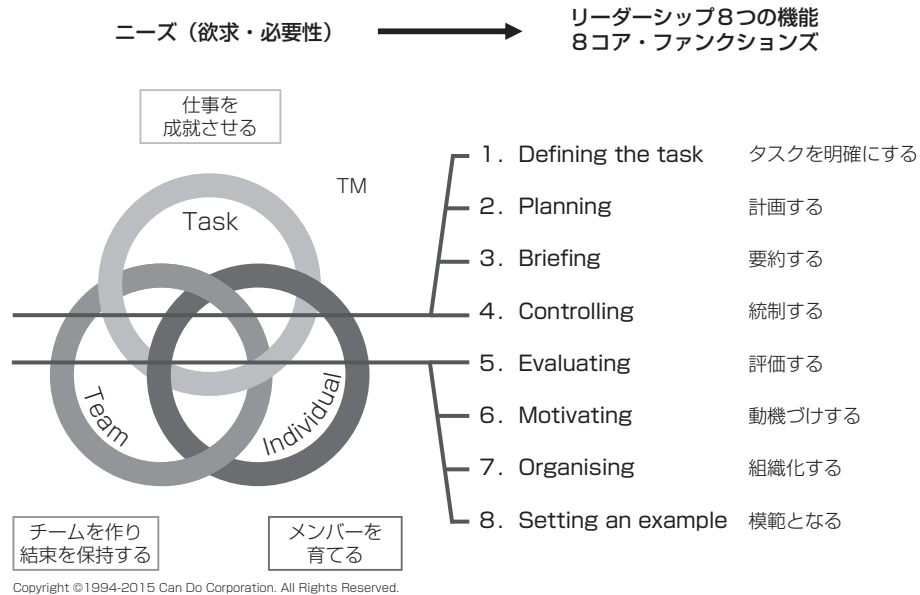 ニーズ（欲求・必要性）
リーダーシップ８つの機能
８コア・ファンクションズ
仕事を
成就させる
TM
Task
Team
Individual
チームを作り
結束を保持する
メンバーを
育てる
1. Defining the task タスクを明確にする
2. Planning 計画する
3. Briefing 要約する
4. Controlling 統制する
5. Evaluating 評価する
6. Motivating 動機づけする
7. Organising 組織化する
8. Setting an example 模範となる
Copyright ©1994-2015 Can Do Corporation. All Rights Reserved.